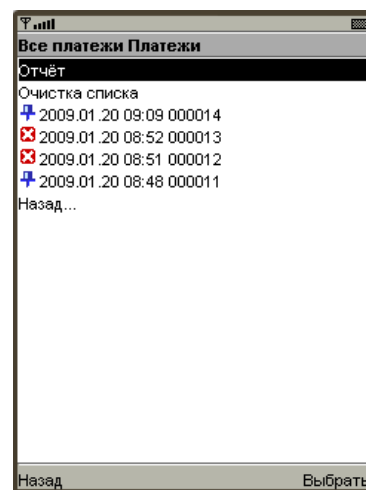 Все платежи Платежи
Отчёт
Очистка списка
2009.01.20 09:09 000014
2009.01.20 08:52 000013
2009.01.20 08:51 000012
2009.01.20 08:48 000011
Назад...
Назад Выбрать